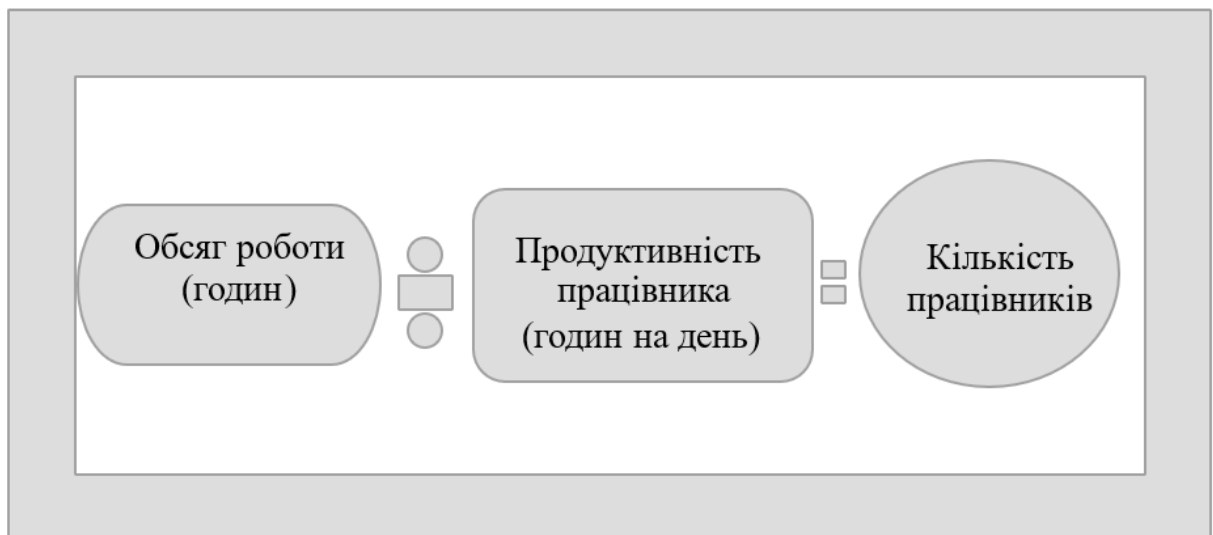 Обсяг роботи
(годин)
Продуктивність
працівника
(годин на день)
Кількість
працівників